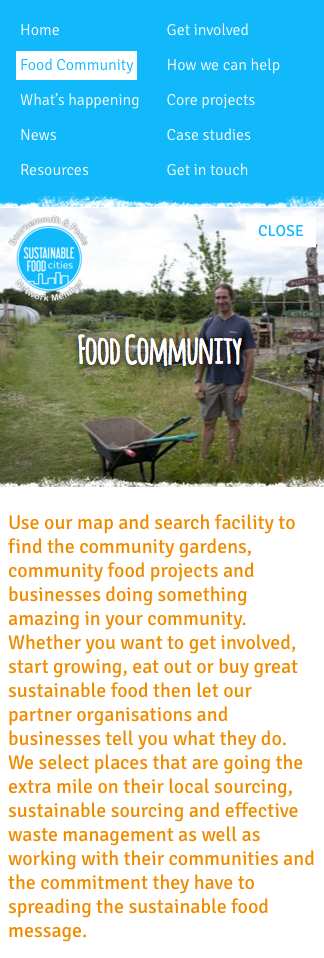 Home
Get involved
Food Community
How we can help
What's happening
Core projects
News
Case studies
Resources
Get in touch
CLOSE
Bournemouth & Poole
SUSTAINABLE
FOOD cities
Network Member
KITCHEN
FOOD COMMUNITY
Use our map and search facility to
find the community gardens,
community food projects and
businesses doing something
amazing in your community.
Whether you want to get involved,
start growing, eat out or buy great
sustainable food then let our
partner organisations and
businesses tell you what they do.
We select places that are going the
extra mile on their local sourcing,
sustainable sourcing and effective
waste management as well as
working with their communities and
the commitment they have to
spreading the sustainable food
message.